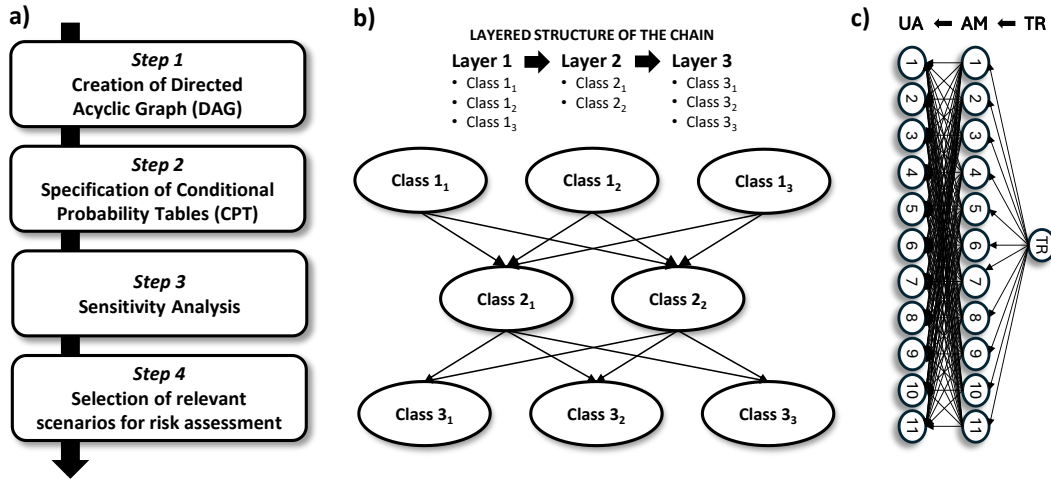 a)
Step 1
Creation of Directed
Acyclic Graph (DAG)
Step 2
Specification of Conditional
Probability Tables (CPT)
Step 3
Sensitivity Analysis
Step 4
Selection of relevant
scenarios for risk assessment
b)
LAYERED STRUCTURE OF THE CHAIN
Layer 1 Layer 2 Layer 3
• Class 1₁ • Class 2₁ • Class 3₁
• Class 1₂ • Class 2₂ • Class 3₂
• Class 1₃ • Class 3₃
Class 1₁ Class 1₂ Class 1₃
Class 2₁ Class 2₂
Class 3₁ Class 3₂ Class 3₃
c)
UA AM TR
1 1
2 2
3 3
4 4
5 5
6 6 TR
7 7
8 8
9 9
10 10
11 11